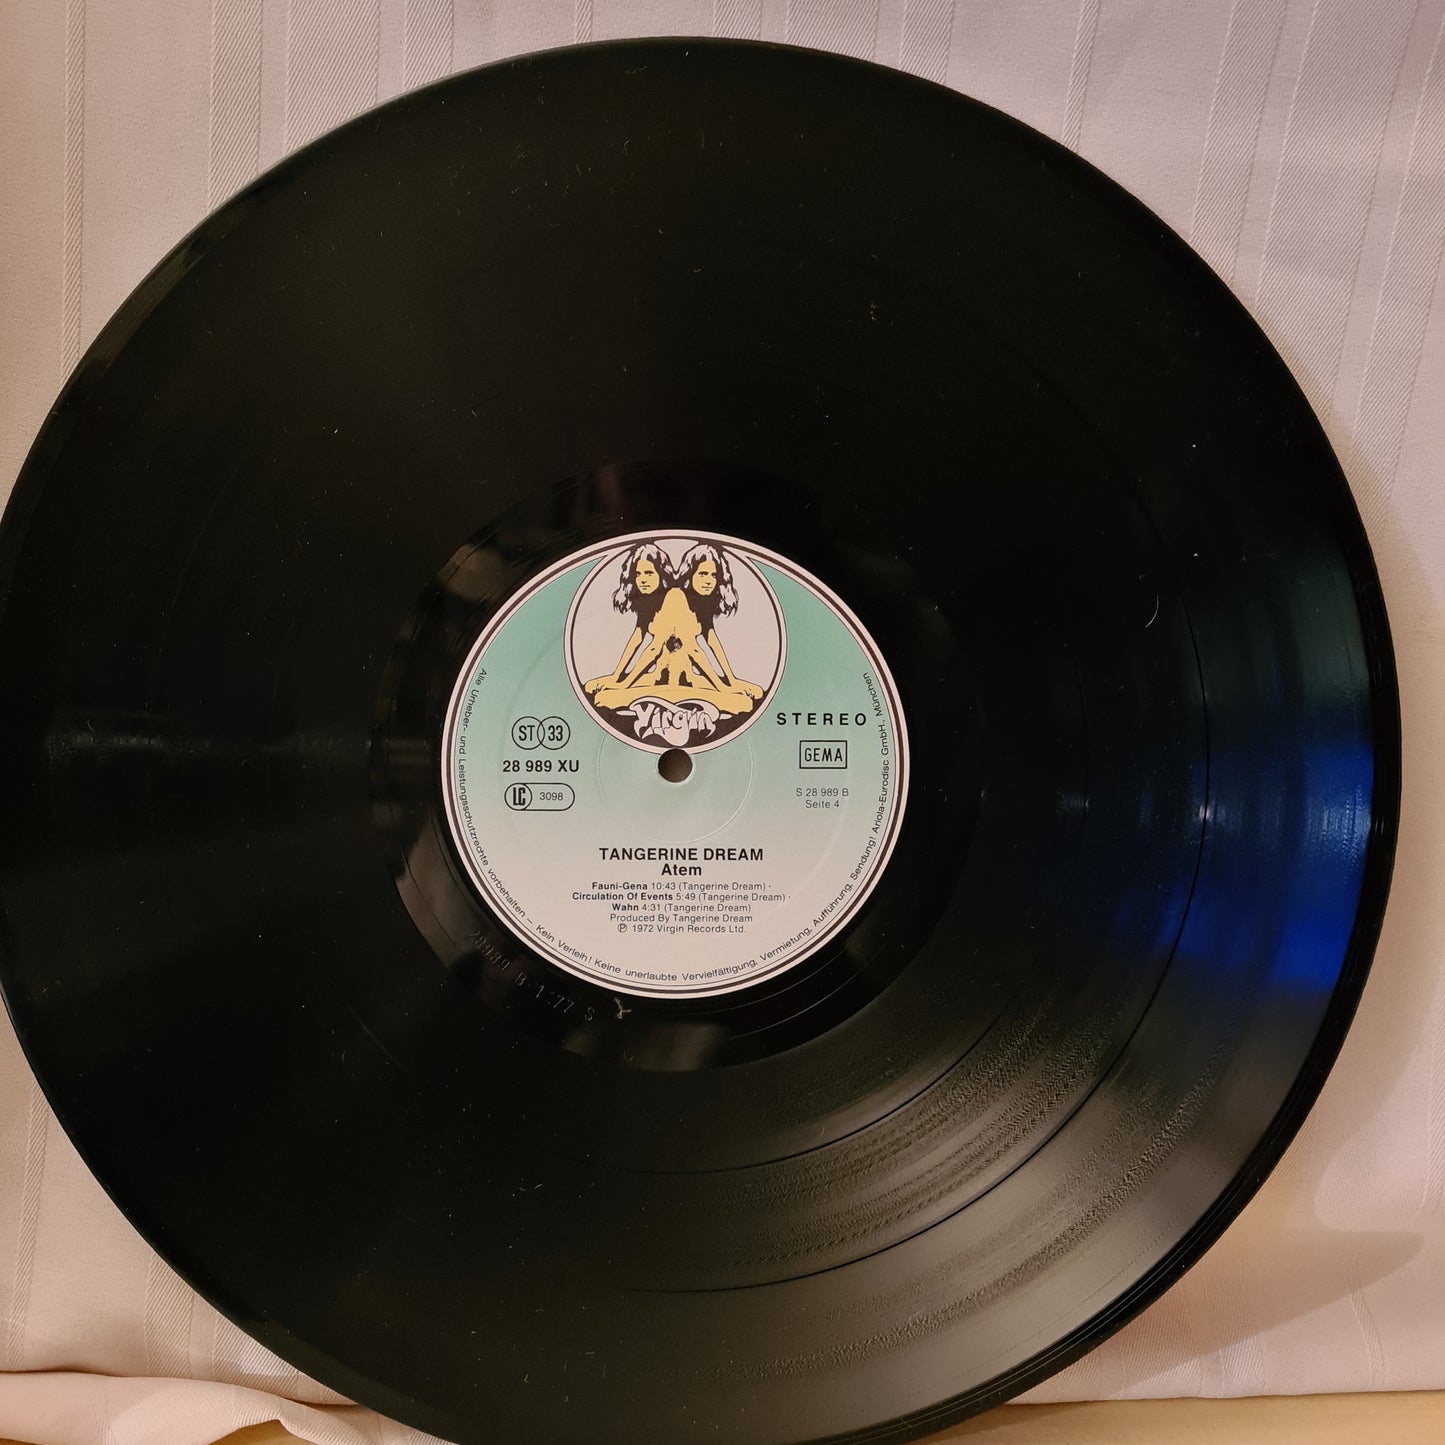 Virgin
STEREO
ST 33
GEMA
28 989 XU
LC 3098
S 28 989 B
Seite 4
TANGERINE DREAM
Atem
Fauni-Gena 10:43 (Tangerine Dream) ·
Circulation Of Events 5:49 (Tangerine Dream) ·
Wahn 4:31 (Tangerine Dream)
Produced By Tangerine Dream
℗ 1972 Virgin Records Ltd.
Alle Urheber- und Leistungsschutzrechte vorbehalten – Kein Verleih! Keine unerlaubte Vervielfältigung, Vermietung, Aufführung, Sendung! Ariola-Eurodisc GmbH., München
28989 B-1·77 S